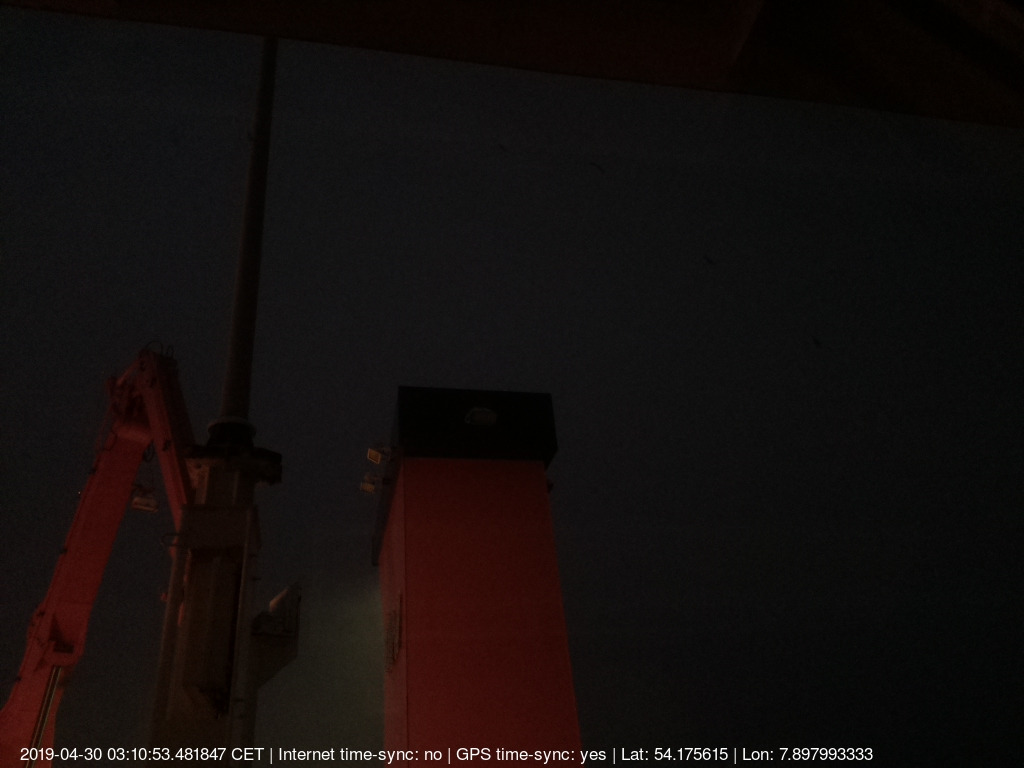 2019-04-30 03:10:53.481847 CET | Internet time-sync: no | GPS time-sync: yes | Lat: 54.175615 | Lon: 7.897993333